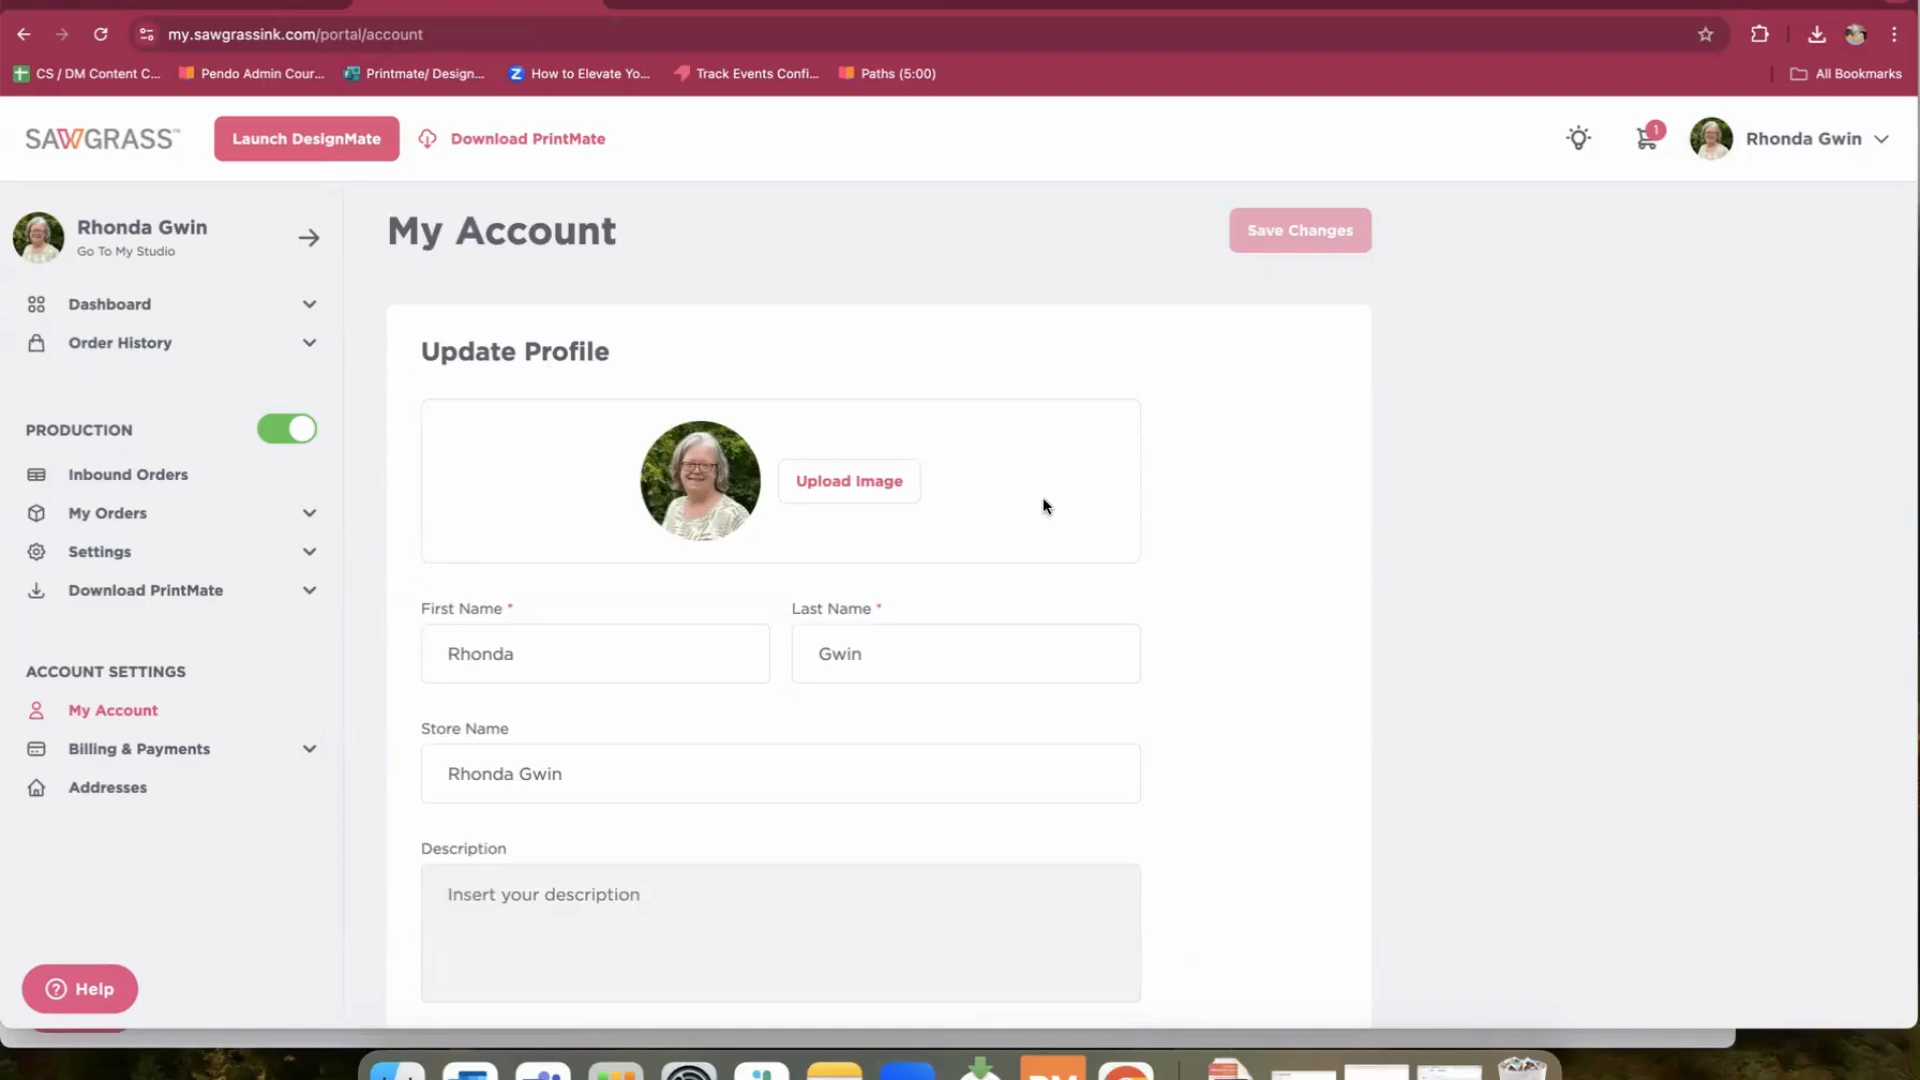 my.sawgrassink.com/portal/account
CS / DM Content C...
Pendo Admin Cour...
Printmate/ Design...
How to Elevate Yo...
Track Events Confi...
Paths (5:00)
All Bookmarks
SAWGRASS™
Launch DesignMate
Download PrintMate
1
Rhonda Gwin
Rhonda Gwin
Go To My Studio
Dashboard
Order History
PRODUCTION
Inbound Orders
My Orders
Settings
Download PrintMate
ACCOUNT SETTINGS
My Account
Billing & Payments
Addresses
Help
My Account
Save Changes
Update Profile
Upload Image
First Name *
Last Name *
Rhonda
Gwin
Store Name
Rhonda Gwin
Description
Insert your description